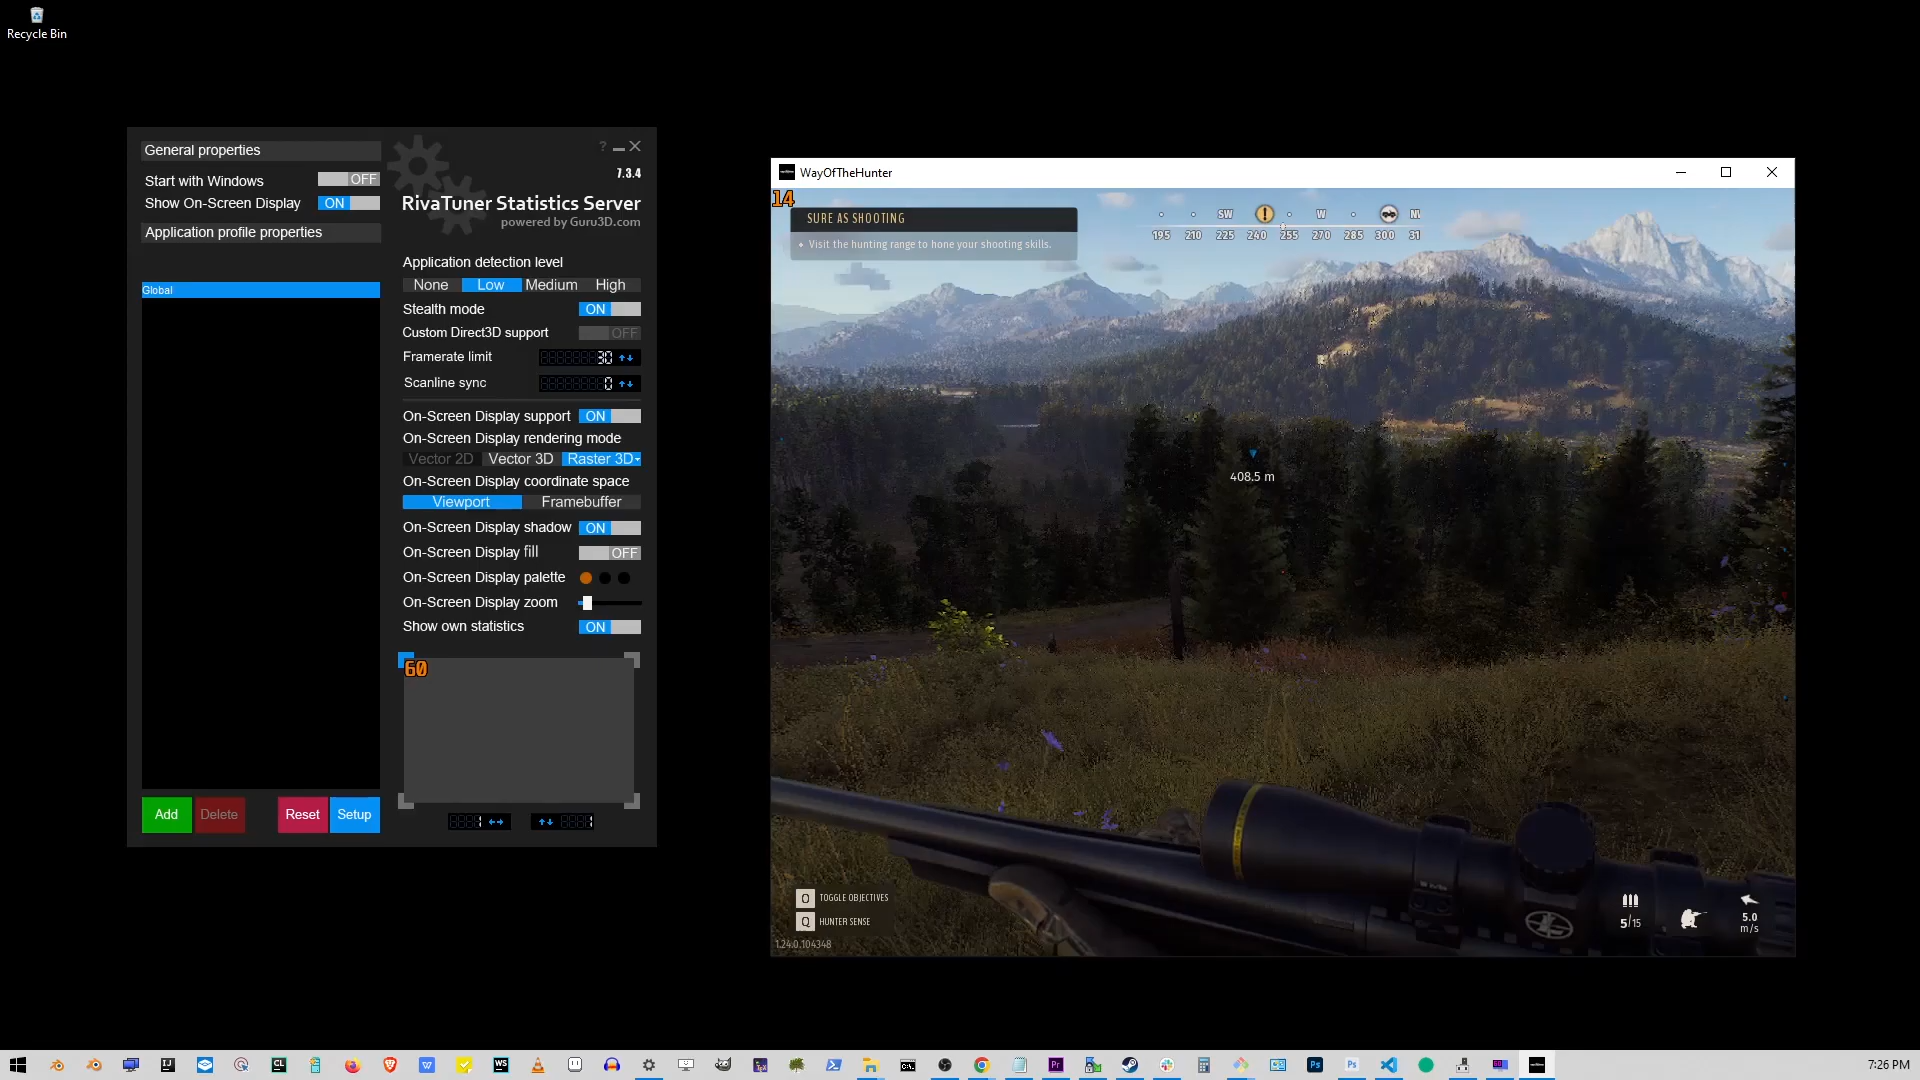 Recycle Bin
General properties
Start with Windows OFF
Show On-Screen Display ON
Application profile properties
Global
Add
Delete
Reset
Setup
?
7.3.4
RivaTuner Statistics Server
powered by Guru3D.com
Application detection level
None Low Medium High
Stealth mode ON
Custom Direct3D support OFF
Framerate limit 30
Scanline sync 0
On-Screen Display support ON
On-Screen Display rendering mode
Vector 2D Vector 3D Raster 3D
On-Screen Display coordinate space
Viewport Framebuffer
On-Screen Display shadow ON
On-Screen Display fill OFF
On-Screen Display palette
On-Screen Display zoom
Show own statistics ON
60
1
1
WayOfTheHunter
14
SURE AS SHOOTING
Visit the hunting range to hone your shooting skills.
SW ! W NW
195 210 225 240 255 270 285 300 31
408.5 m
O TOGGLE OBJECTIVES
Q HUNTER SENSE
1.24.0.104348
5/15
5.0
m/s
7:26 PM